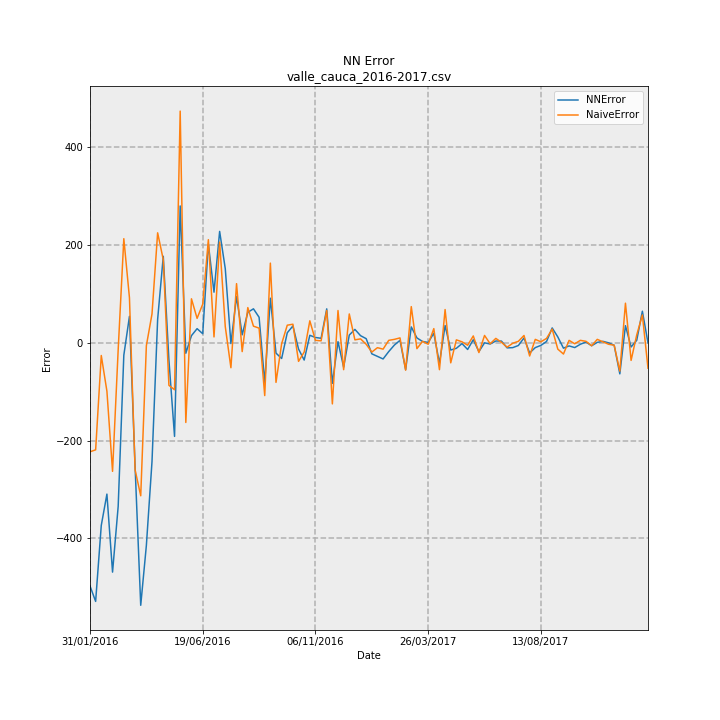 NN Error
valle_cauca_2016-2017.csv
NNError
NaiveError
400
200
0
−200
−400
Error
31/01/2016
19/06/2016
06/11/2016
26/03/2017
13/08/2017
Date